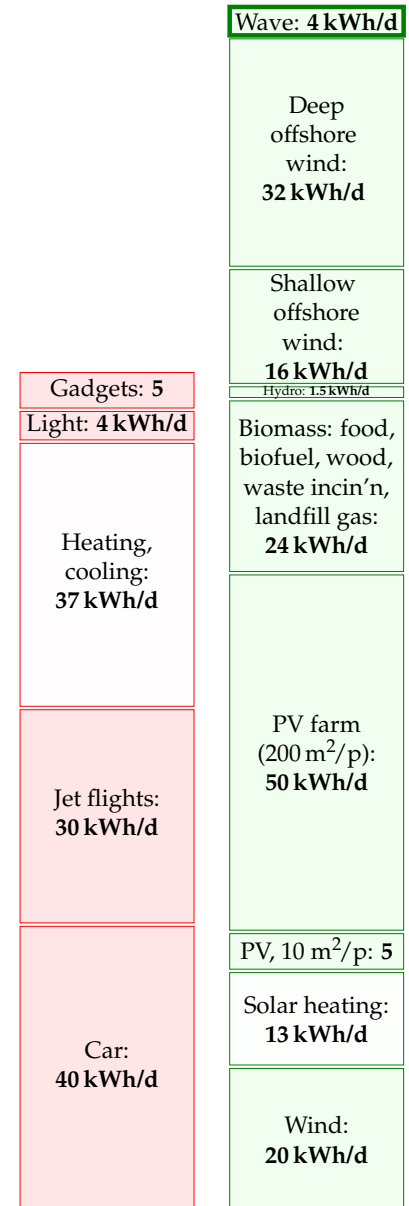 Gadgets: 5
Light: 4 kWh/d
Heating,
cooling:
37 kWh/d
Jet flights:
30 kWh/d
Car:
40 kWh/d
Wave: 4 kWh/d
Deep
offshore
wind:
32 kWh/d
Shallow
offshore
wind:
16 kWh/d
Hydro: 1.5 kWh/d
Biomass: food,
biofuel, wood,
waste incin’n,
landfill gas:
24 kWh/d
PV farm
(200 m²/p):
50 kWh/d
PV, 10 m²/p: 5
Solar heating:
13 kWh/d
Wind:
20 kWh/d